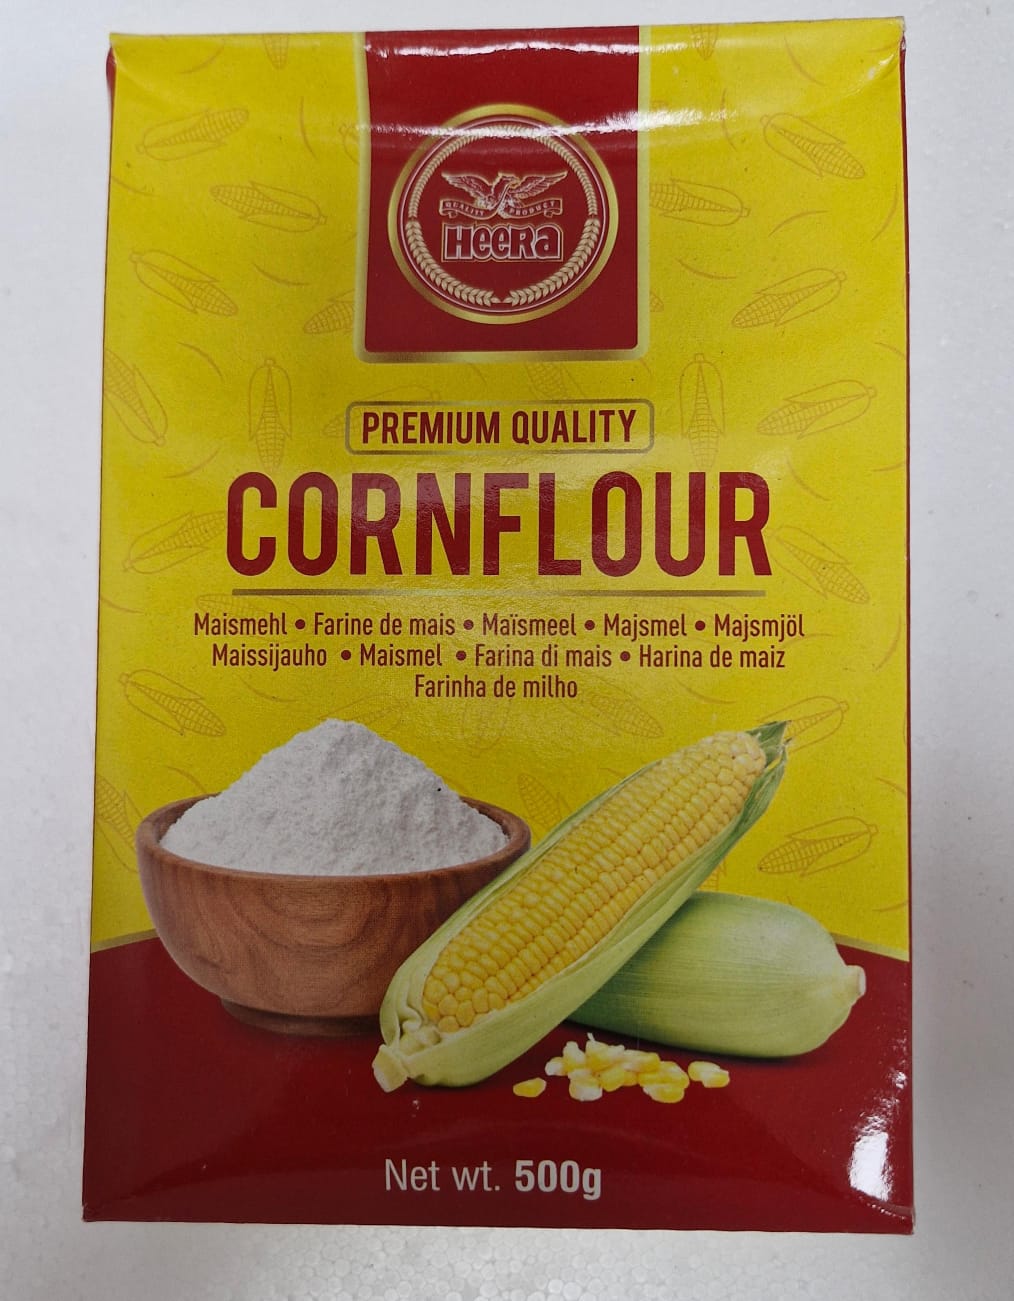 QUALITY PRODUCT
HEERa
PREMIUM QUALITY
CORNFLOUR
Maismehl • Farine de mais • Maïsmeel • Majsmel • Majsmjöl
Maissijauho • Maismel • Farina di mais • Harina de maiz
Farinha de milho
Net wt. 500g